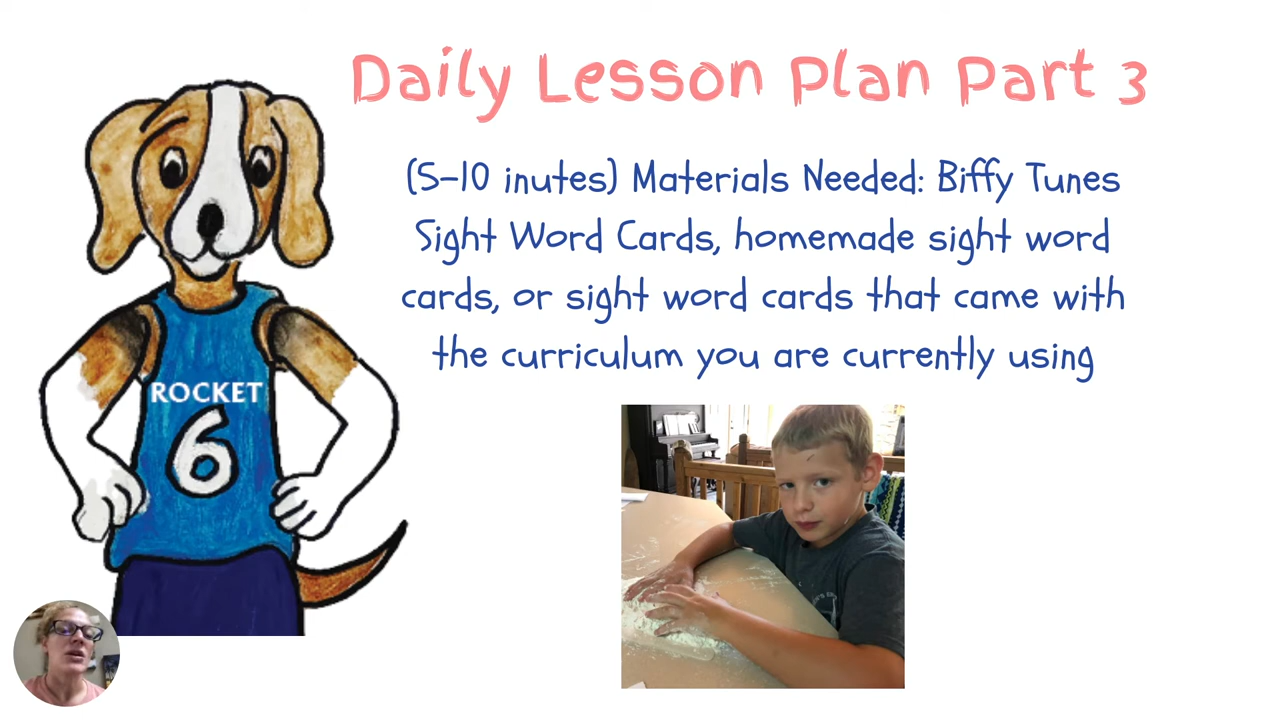 Daily Lesson Plan Part 3
(5-10 inutes) Materials Needed: Biffy Tunes
Sight Word Cards, homemade sight word
cards, or sight word cards that came with
the curriculum you are currently using
ROCKET
6